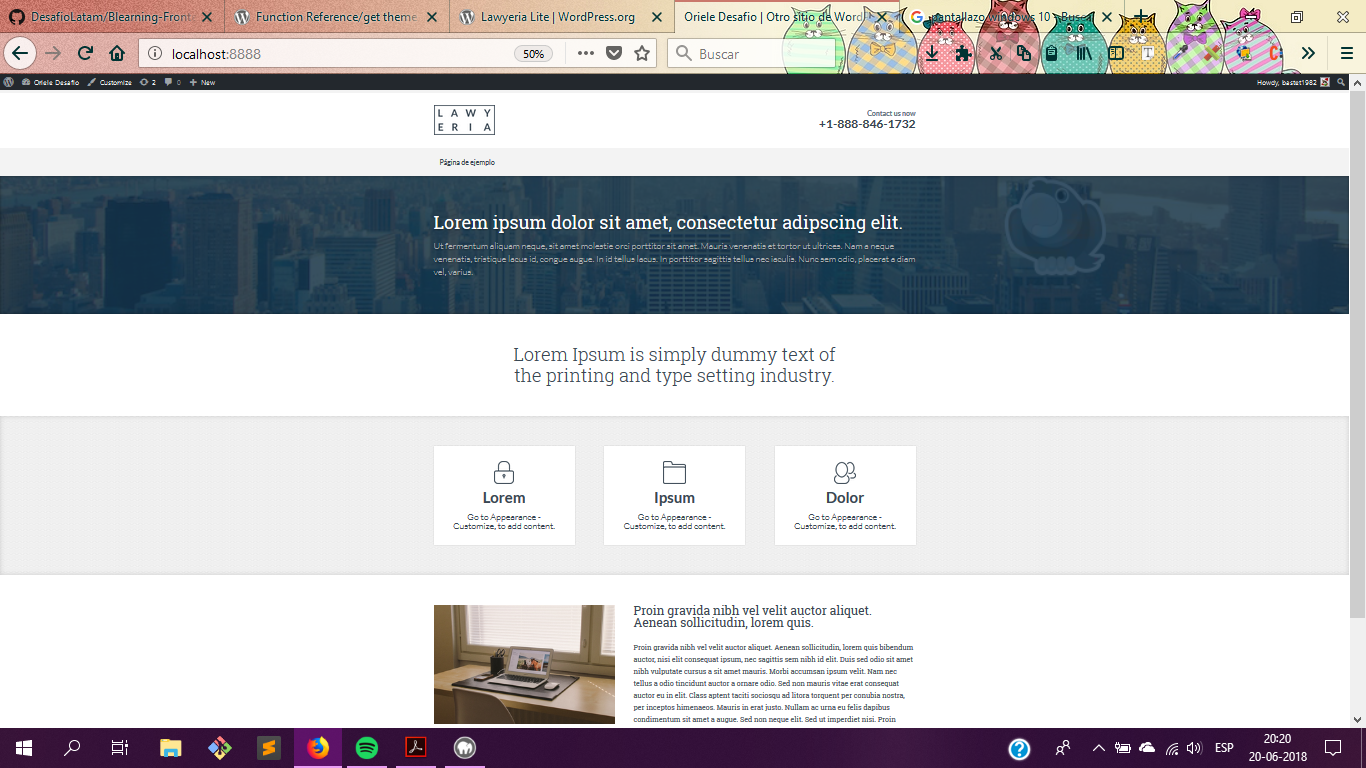 DesafioLatam/Blearning-Front
Function Reference/get theme
Lawyeria Lite | WordPress.org
Oriele Desafio | Otro sitio de Word
pantallazo windows 10 - Bus
localhost:8888
50%
Buscar
Oriele Desafio
Customize
2
0
New
Howdy, bastet1982
LAWY
ERIA
Contact us now
+1-888-846-1732
Página de ejemplo
Lorem ipsum dolor sit amet, consectetur adipscing elit.
Ut fermentum aliquam neque, sit amet molestie orci porttitor sit amet. Mauris venenatis et tortor ut ultrices. Nam a neque
venenatis, tristique lacus id, congue augue. In id tellus lacus. In porttitor sagittis tellus nec iaculis. Nunc sem odio, placerat a diam
vel, varius.
Lorem Ipsum is simply dummy text of
the printing and type setting industry.
Lorem
Go to Appearance -
Customize, to add content.
Ipsum
Go to Appearance -
Customize, to add content.
Dolor
Go to Appearance -
Customize, to add content.
Proin gravida nibh vel velit auctor aliquet.
Aenean sollicitudin, lorem quis.
Proin gravida nibh vel velit auctor aliquet. Aenean sollicitudin, lorem quis bibendum
auctor, nisi elit consequat ipsum, nec sagittis sem nibh id elit. Duis sed odio sit amet
nibh vulputate cursus a sit amet mauris. Morbi accumsan ipsum velit. Nam nec
tellus a odio tincidunt auctor a ornare odio. Sed non mauris vitae erat consequat
auctor eu in elit. Class aptent taciti sociosqu ad litora torquent per conubia nostra,
per inceptos himenaeos. Mauris in erat justo. Nullam ac urna eu felis dapibus
condimentum sit amet a augue. Sed non neque elit. Sed ut imperdiet nisi. Proin
ESP
20:20
20-06-2018